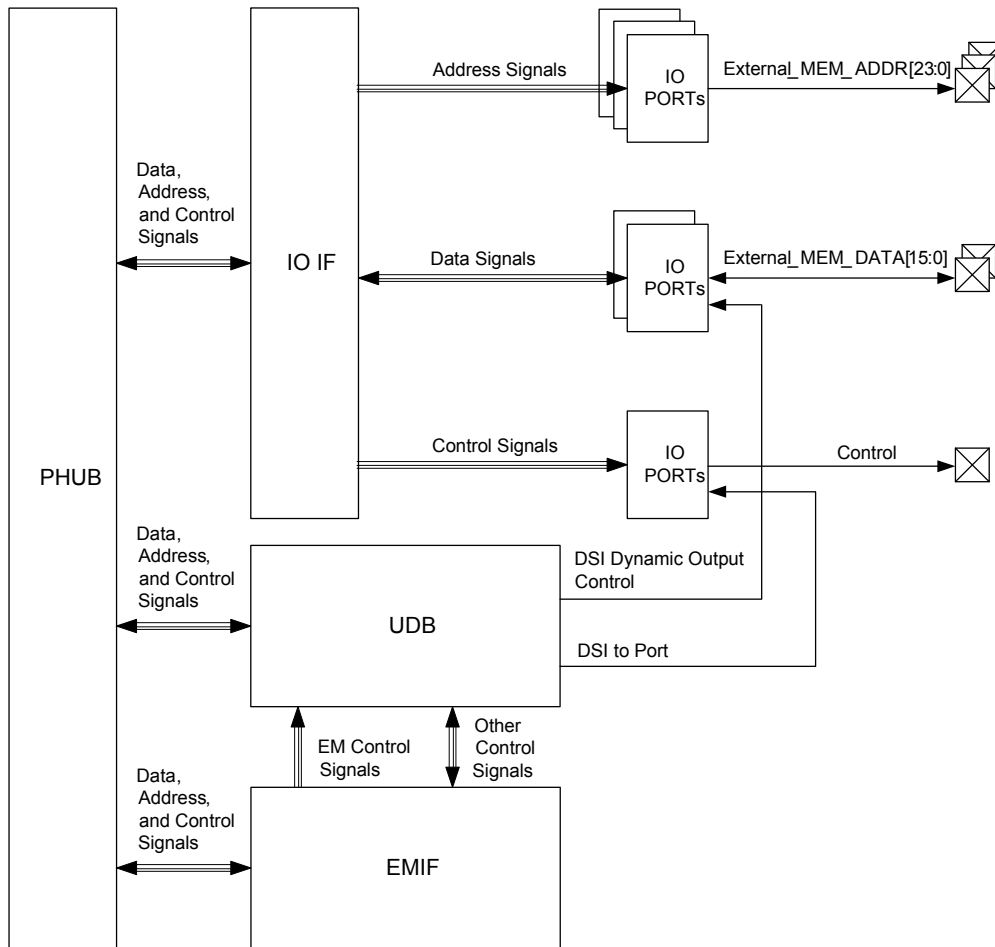 Address Signals
IO
PORTs
External_MEM_ADDR[23:0]
Data,
Address,
and Control
Signals
IO IF
Data Signals
IO
PORTs
External_MEM_DATA[15:0]
Control Signals
IO
PORTs
Control
PHUB
Data,
Address,
and Control
Signals
UDB
DSI Dynamic Output
Control
DSI to Port
EM Control
Signals
Other
Control
Signals
Data,
Address,
and Control
Signals
EMIF